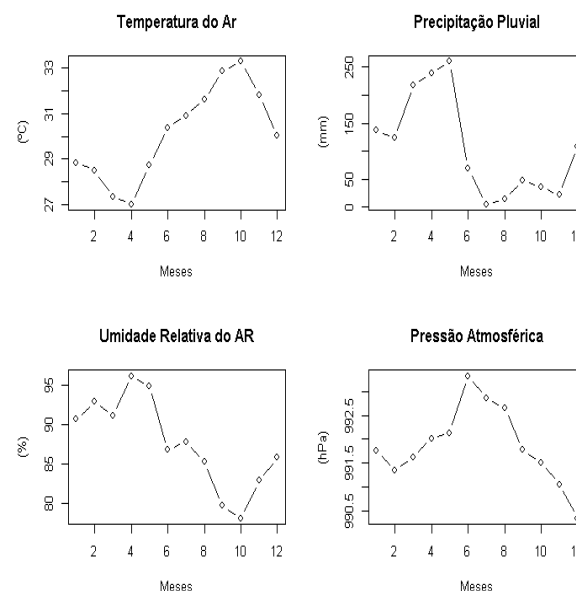 Temperatura do Ar
(ºC)
27 29 31 33
2 4 6 8 10 12
Meses
Precipitação Pluvial
(mm)
0 50 150 250
2 4 6 8 10 12
Meses
Umidade Relativa do AR
(%)
80 85 90 95
2 4 6 8 10 12
Meses
Pressão Atmosférica
(hPa)
990.5 991.5 992.5
2 4 6 8 10 12
Meses